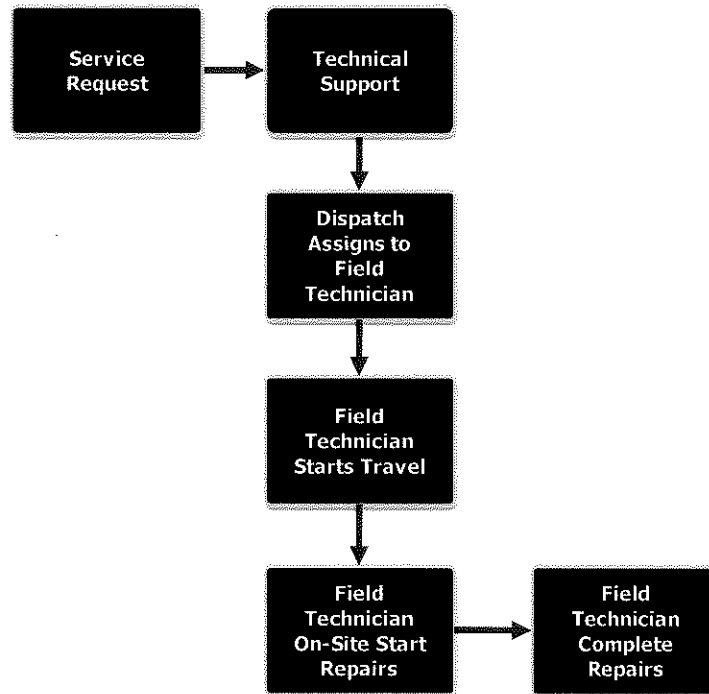 Service
Request
Technical
Support
Dispatch
Assigns to
Field
Technician
Field
Technician
Starts Travel
Field
Technician
On-Site Start
Repairs
Field
Technician
Complete
Repairs